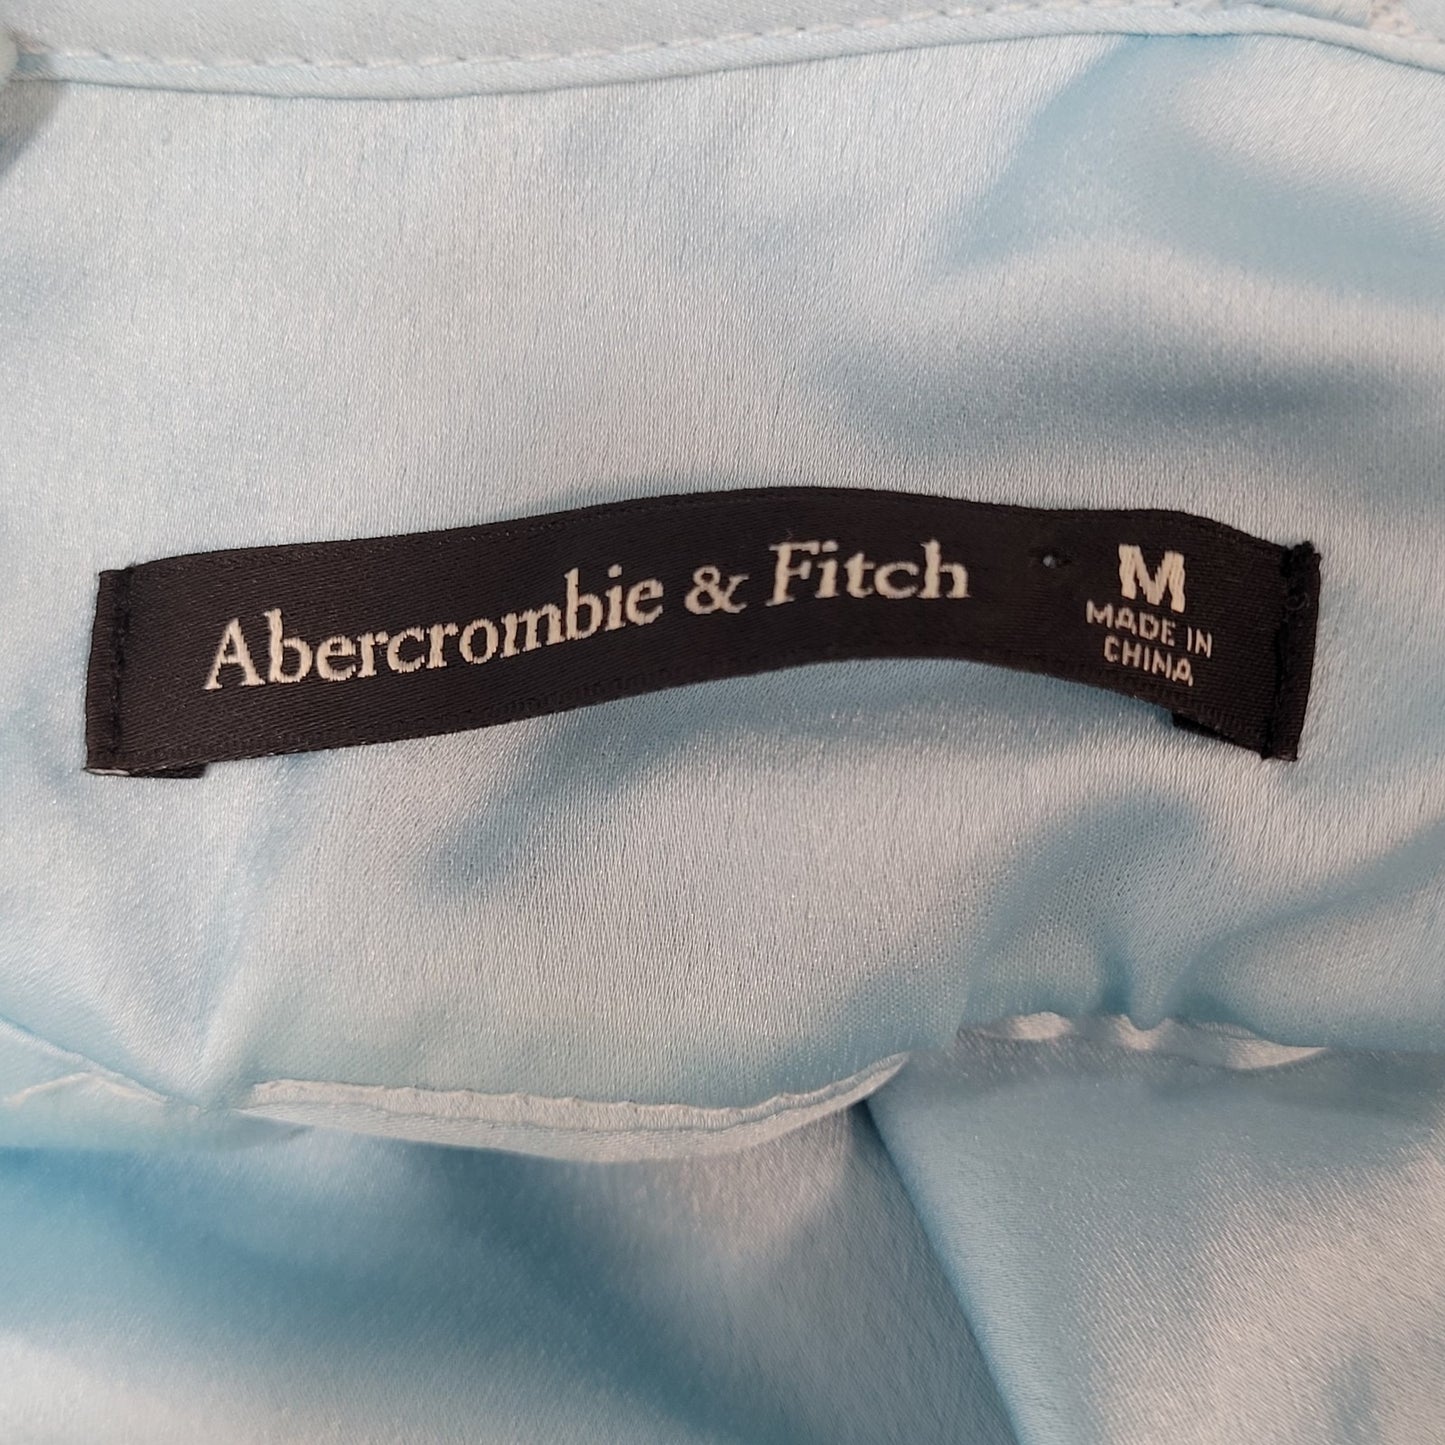 Abercrombie & Fitch
M
MADE IN
CHINA